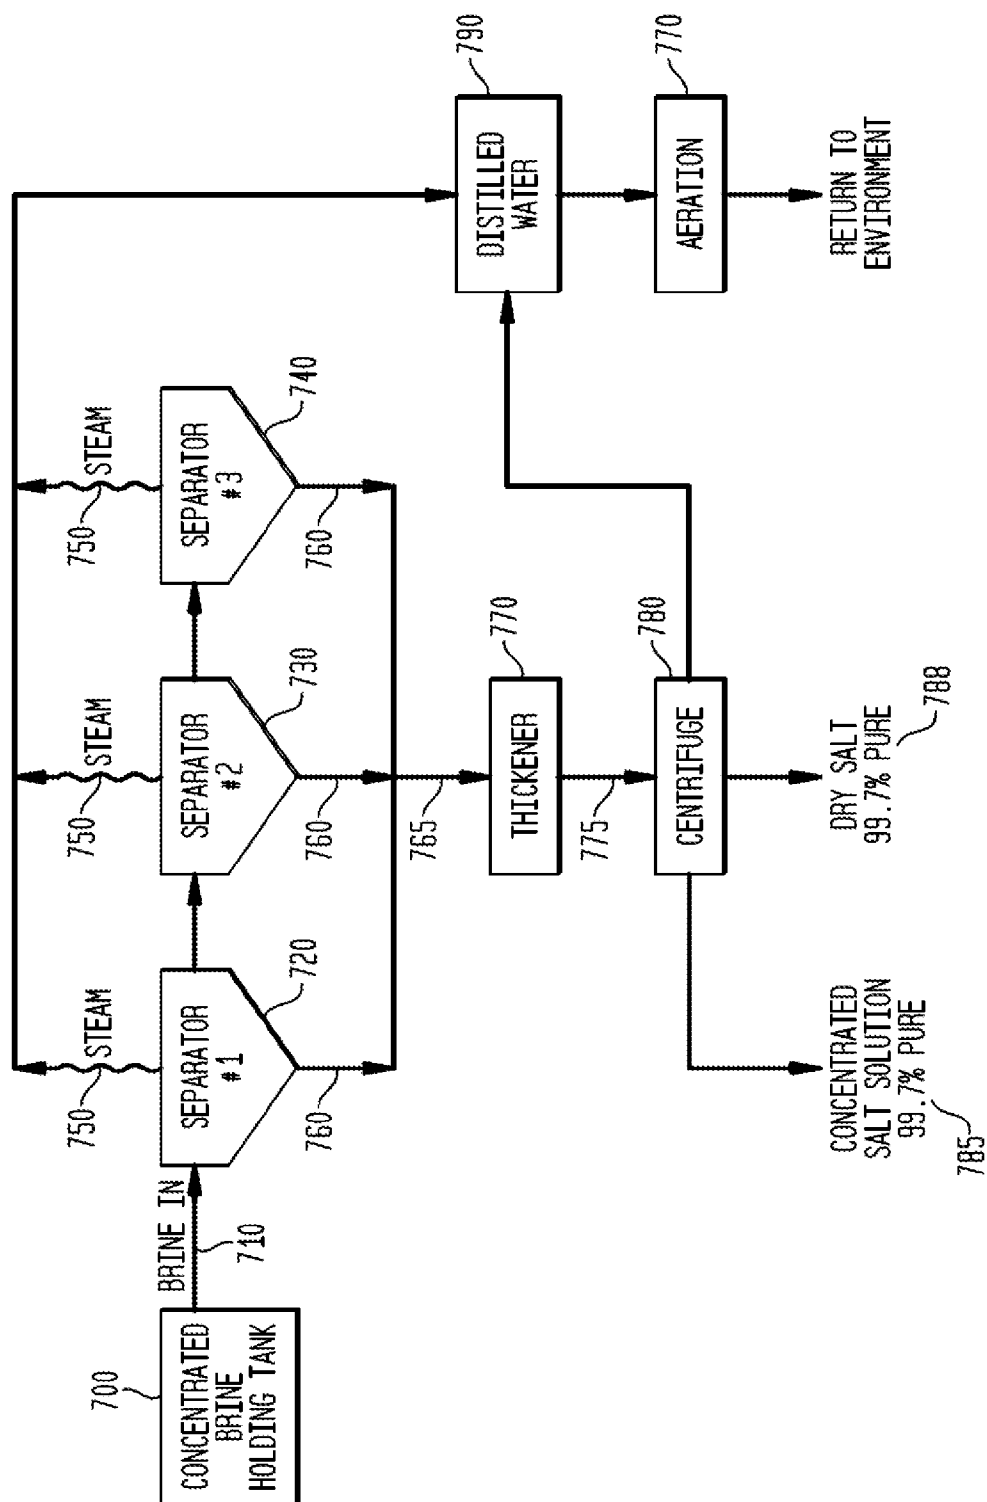 700
CONCENTRATED
BRINE
HOLDING TANK
BRINE IN
710
750
STEAM
SEPARATOR
#1
720
760
750
STEAM
SEPARATOR
#2
730
760
750
STEAM
SEPARATOR
#3
740
760
765
THICKENER
770
775
CENTRIFUGE
780
CONCENTRATED
SALT SOLUTION
99.7% PURE
785
DRY SALT
99.7% PURE
788
DISTILLED
WATER
790
AERATION
770
RETURN TO
ENVIRONMENT